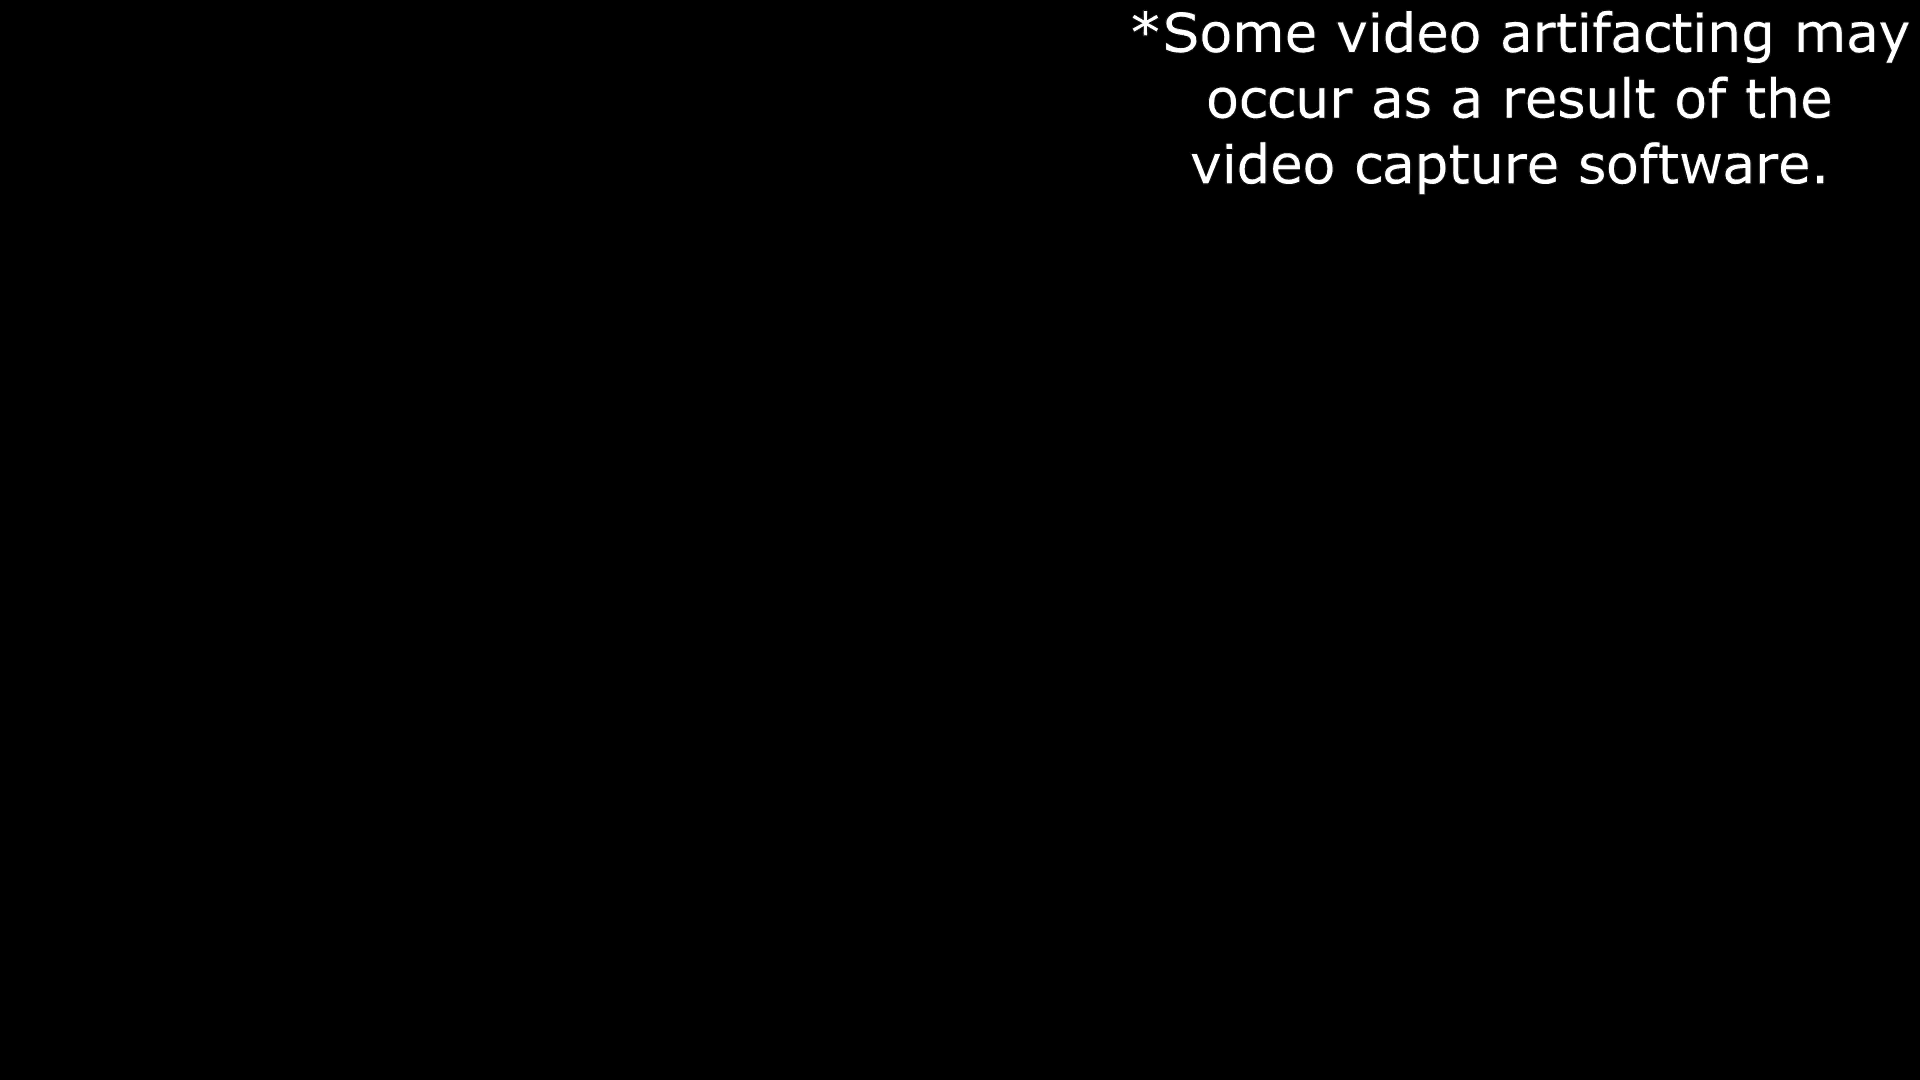 *Some video artifacting may
occur as a result of the
video capture software.